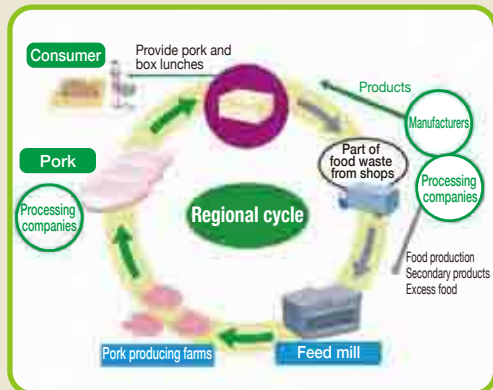 Consumer
Provide pork and
box lunches
Products
Manufacturers
Part of
food waste
from shops
Processing
companies
Pork
Processing
companies
Regional cycle
Food production
Secondary products
Excess food
Pork producing farms
Feed mill